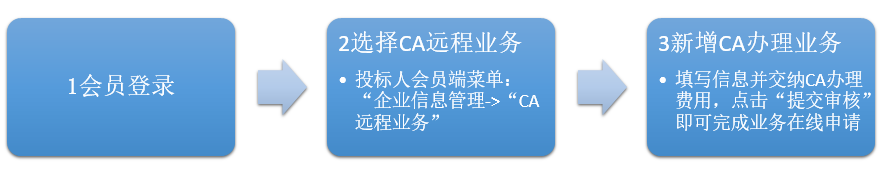 1会员登录
2选择CA远程业务
• 投标人会员端菜单：
“企业信息管理->“CA
远程业务”
3新增CA办理业务
• 填写信息并交纳CA办理
费用，点击“提交审核”
即可完成业务在线申请